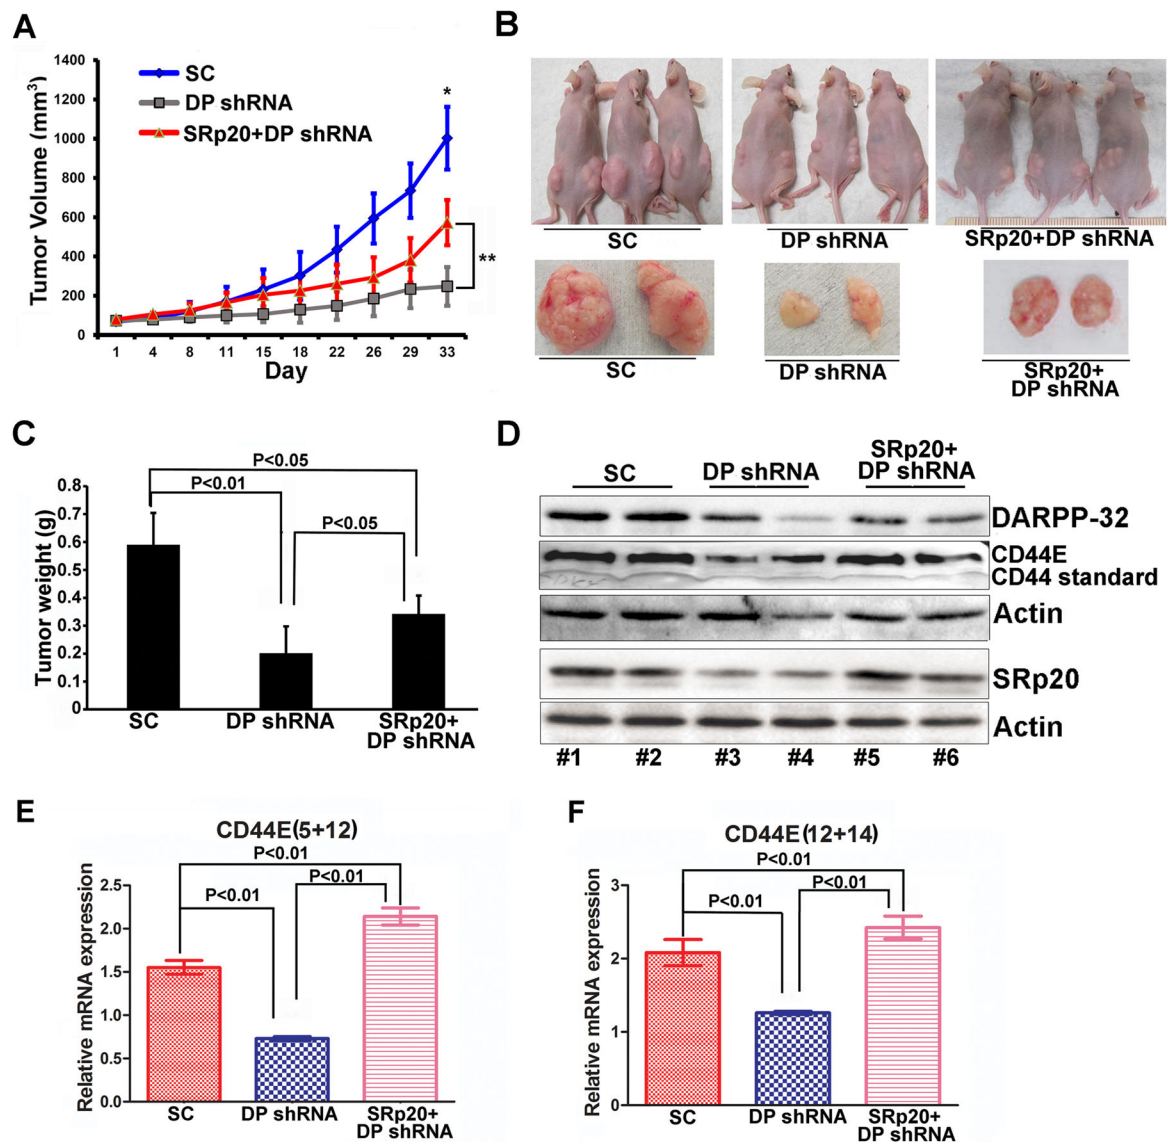 A
1400
1200
1000
800
600
400
200
0
Tumor Volume (mm3)
SC
DP shRNA
SRp20+DP shRNA
*
**
1 4 8 11 15 18 22 26 29 33
Day
B
SC
DP shRNA
SRp20+DP shRNA
SC
DP shRNA
SRp20+
DP shRNA
C
P<0.05
P<0.01
P<0.05
0.8
0.7
0.6
0.5
0.4
0.3
0.2
0.1
0
Tumor weight (g)
SC
DP shRNA
SRp20+
DP shRNA
D
SC
DP shRNA
SRp20+
DP shRNA
DARPP-32
CD44E
CD44 standard
Actin
SRp20
Actin
#1 #2 #3 #4 #5 #6
E
CD44E(5+12)
P<0.01
P<0.01
P<0.01
2.5
2.0
1.5
1.0
0.5
0.0
Relative mRNA expression
SC
DP shRNA
SRp20+
DP shRNA
F
CD44E(12+14)
P<0.01
P<0.01
P<0.01
3
2
1
0
Relative mRNA expression
SC
DP shRNA
SRp20+
DP shRNA